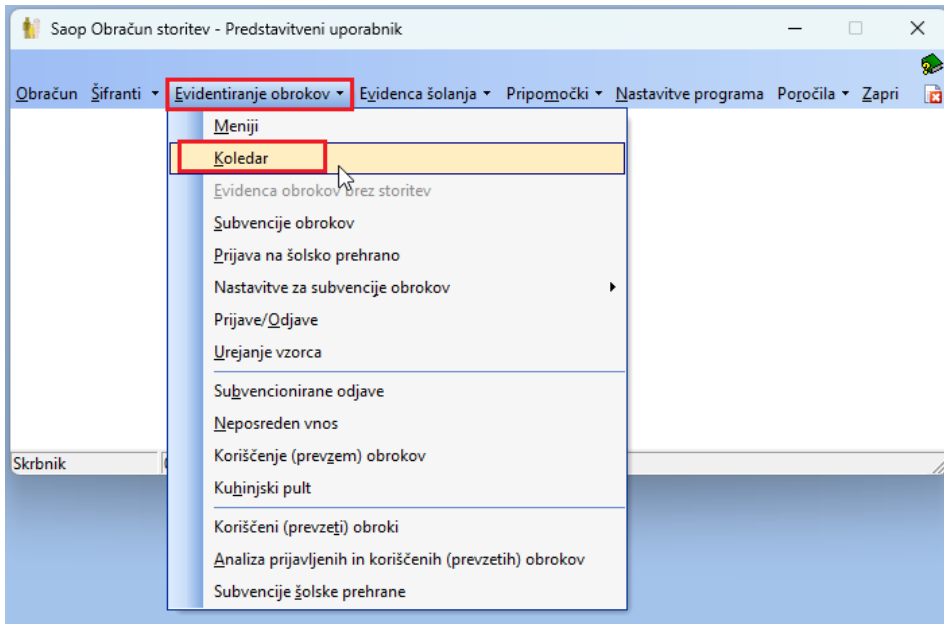 Saop Obračun storitev - Predstavitveni uporabnik
Obračun Šifranti Evidentiranje obrokov Evidenca šolanja Pripomočki Nastavitve programa Poročila Zapri
Meniji
Koledar
Evidenca obrokov brez storitev
Subvencije obrokov
Prijava na šolsko prehrano
Nastavitve za subvencije obrokov
Prijave/Odjave
Urejanje vzorca
Subvencionirane odjave
Neposreden vnos
Koriščenje (prevzem) obrokov
Skrbnik
Kuhinjski pult
Koriščeni (prevzeti) obroki
Analiza prijavljenih in koriščenih (prevzetih) obrokov
Subvencije šolske prehrane